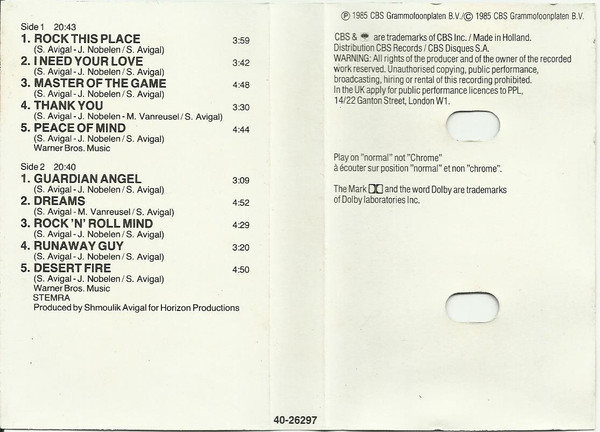 Side 1 20:43
1. ROCK THIS PLACE 3:59
(S. Avigal - J. Nobelen / S. Avigal)
2. I NEED YOUR LOVE 3:42
(S. Avigal - J. Nobelen / S. Avigal)
3. MASTER OF THE GAME 4:48
(S. Avigal - J. Nobelen / S. Avigal)
4. THANK YOU 3:30
(S. Avigal - J. Nobelen - M. Vanreusel / S. Avigal)
5. PEACE OF MIND 4:44
Warner Bros. Music
Side 2 20:40
1. GUARDIAN ANGEL 3:09
(S. Avigal - J. Nobelen / S. Avigal)
2. DREAMS 4:52
(S. Avigal - M. Vanreusel / S. Avigal)
3. ROCK 'N' ROLL MIND 4:29
(S. Avigal - J. Nobelen / S. Avigal)
4. RUNAWAY GUY 3:20
(S. Avigal - J. Nobelen / S. Avigal)
5. DESERT FIRE 4:50
(S. Avigal - J. Nobelen / S. Avigal)
Warner Bros. Music
STEMRA
Produced by Shmoulik Avigal for Horizon Productions
40-26297
℗ 1985 CBS Grammofoonplaten B.V./© 1985 CBS Grammofoonplaten B.V.
CBS & are trademarks of CBS Inc. / Made in Holland.
Distribution CBS Records / CBS Disques S.A.
WARNING: All rights of the producer and of the owner of the recorded
work reserved. Unauthorised copying, public performance,
broadcasting, hiring or rental of this recording prohibited.
In the UK apply for public performance licences to PPL,
14/22 Ganton Street, London W1.
Play on "normal" not "Chrome"
à écouter sur position "normal" et non "chrome".
The Mark and the word Dolby are trademarks
of Dolby laboratories Inc.